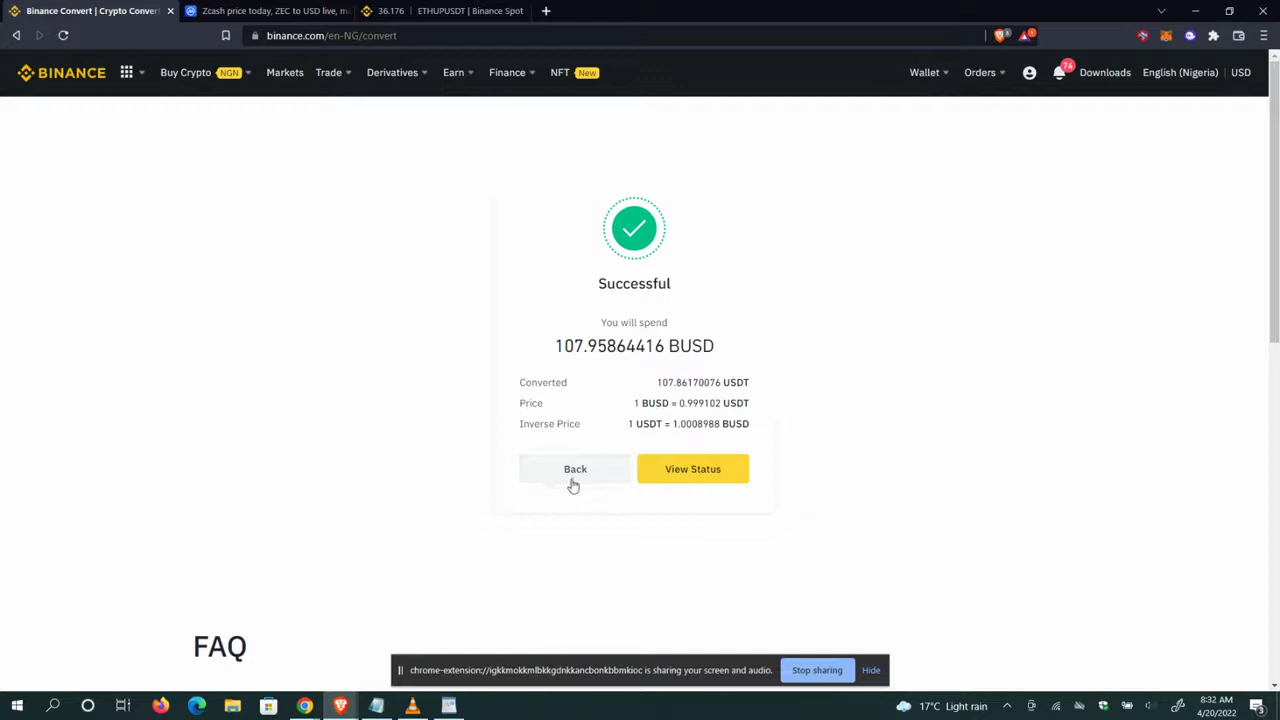 Binance Convert | Crypto Convert
Zcash price today, ZEC to USD live, m
36.176 | ETHUPUSDT | Binance Spot
binance.com/en-NG/convert
BINANCE
Buy Crypto NGN
Markets
Trade
Derivatives
Earn
Finance
NFT New
Wallet
Orders
74
Downloads
English (Nigeria) | USD
Successful
You will spend
107.95864416 BUSD
Converted 107.86170076 USDT
Price 1 BUSD = 0.999102 USDT
Inverse Price 1 USDT = 1.0008988 BUSD
Back
View Status
FAQ
chrome-extension://igkkmokkmlbkkgdnkkancbonkbbmkioc is sharing your screen and audio.
Stop sharing
Hide
17°C Light rain
8:32 AM
4/20/2022